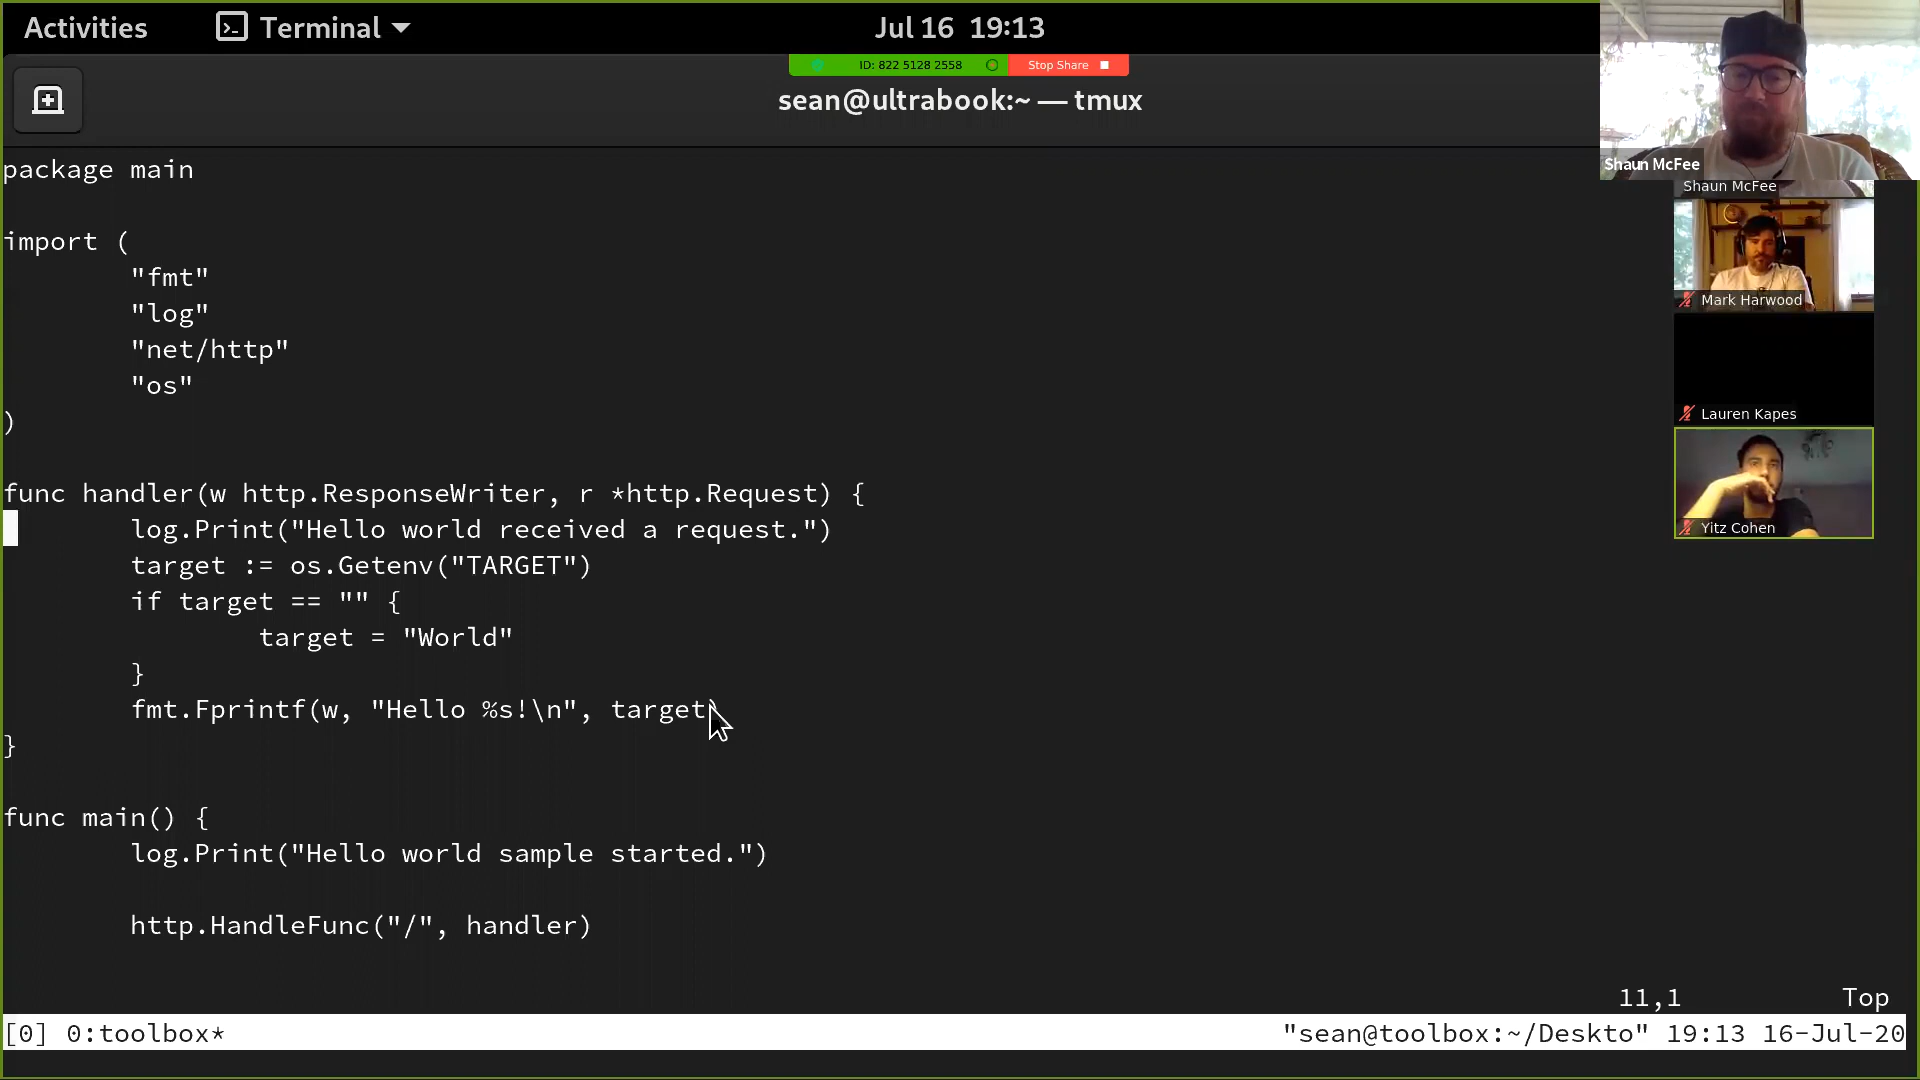 Activities Terminal Jul 16 19:13
ID: 822 5128 2558 Stop Share
sean@ultrabook:~ — tmux
Shaun McFee
Shaun McFee
Mark Harwood
Lauren Kapes
Yitz Cohen
package main
import (
"fmt"
"log"
"net/http"
"os"
)
func handler(w http.ResponseWriter, r *http.Request) {
log.Print("Hello world received a request.")
target := os.Getenv("TARGET")
if target == "" {
target = "World"
}
fmt.Fprintf(w, "Hello %s!\n", target)
}
func main() {
log.Print("Hello world sample started.")
http.HandleFunc("/", handler)
11,1 Top
[0] 0:toolbox* "sean@toolbox:~/Deskto" 19:13 16-Jul-20